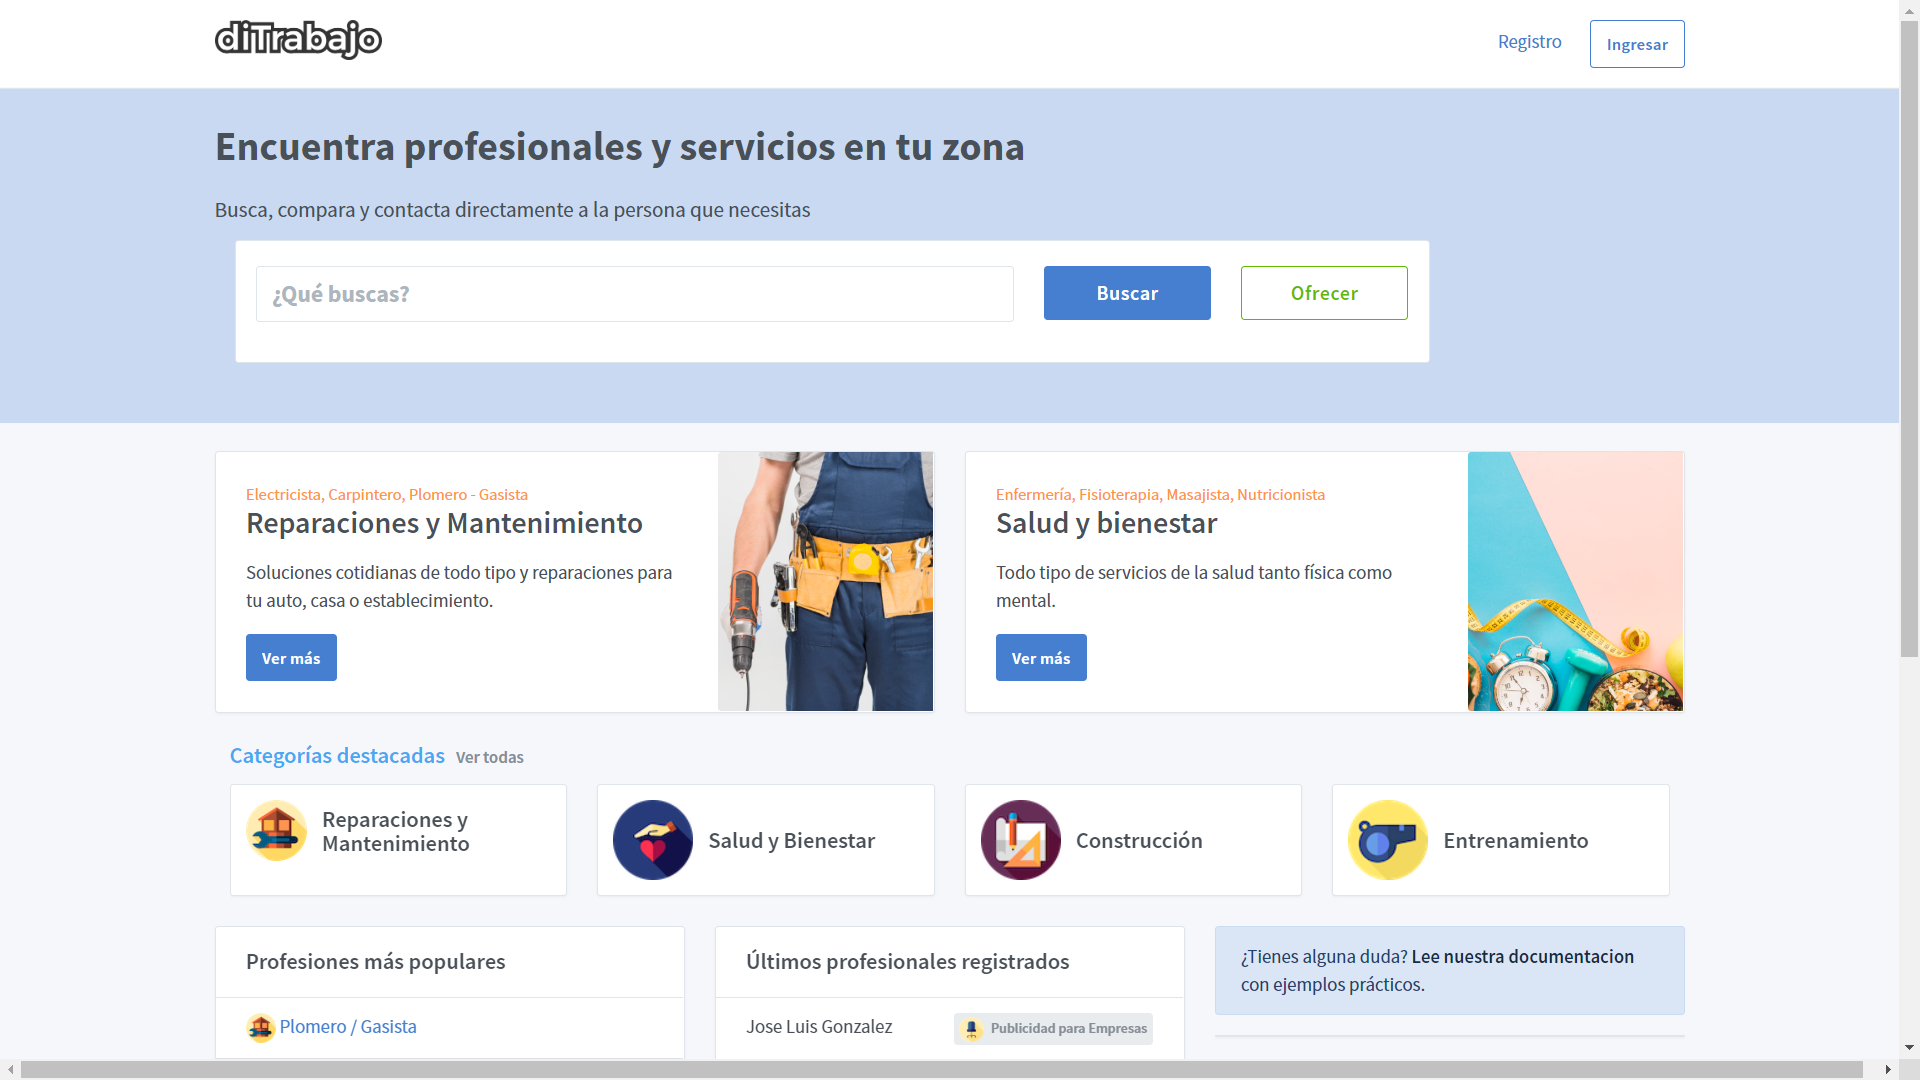 diTrabajo
Registro
Ingresar
Encuentra profesionales y servicios en tu zona
Busca, compara y contacta directamente a la persona que necesitas
¿Qué buscas?
Buscar
Ofrecer
Electricista, Carpintero, Plomero - Gasista
Reparaciones y Mantenimiento
Soluciones cotidianas de todo tipo y reparaciones para
tu auto, casa o establecimiento.
Ver más
Enfermería, Fisioterapia, Masajista, Nutricionista
Salud y bienestar
Todo tipo de servicios de la salud tanto física como
mental.
Ver más
Categorías destacadas Ver todas
Reparaciones y
Mantenimiento
Salud y Bienestar
Construcción
Entrenamiento
Profesiones más populares
Plomero / Gasista
Últimos profesionales registrados
Jose Luis Gonzalez
Publicidad para Empresas
¿Tienes alguna duda? Lee nuestra documentacion
con ejemplos prácticos.